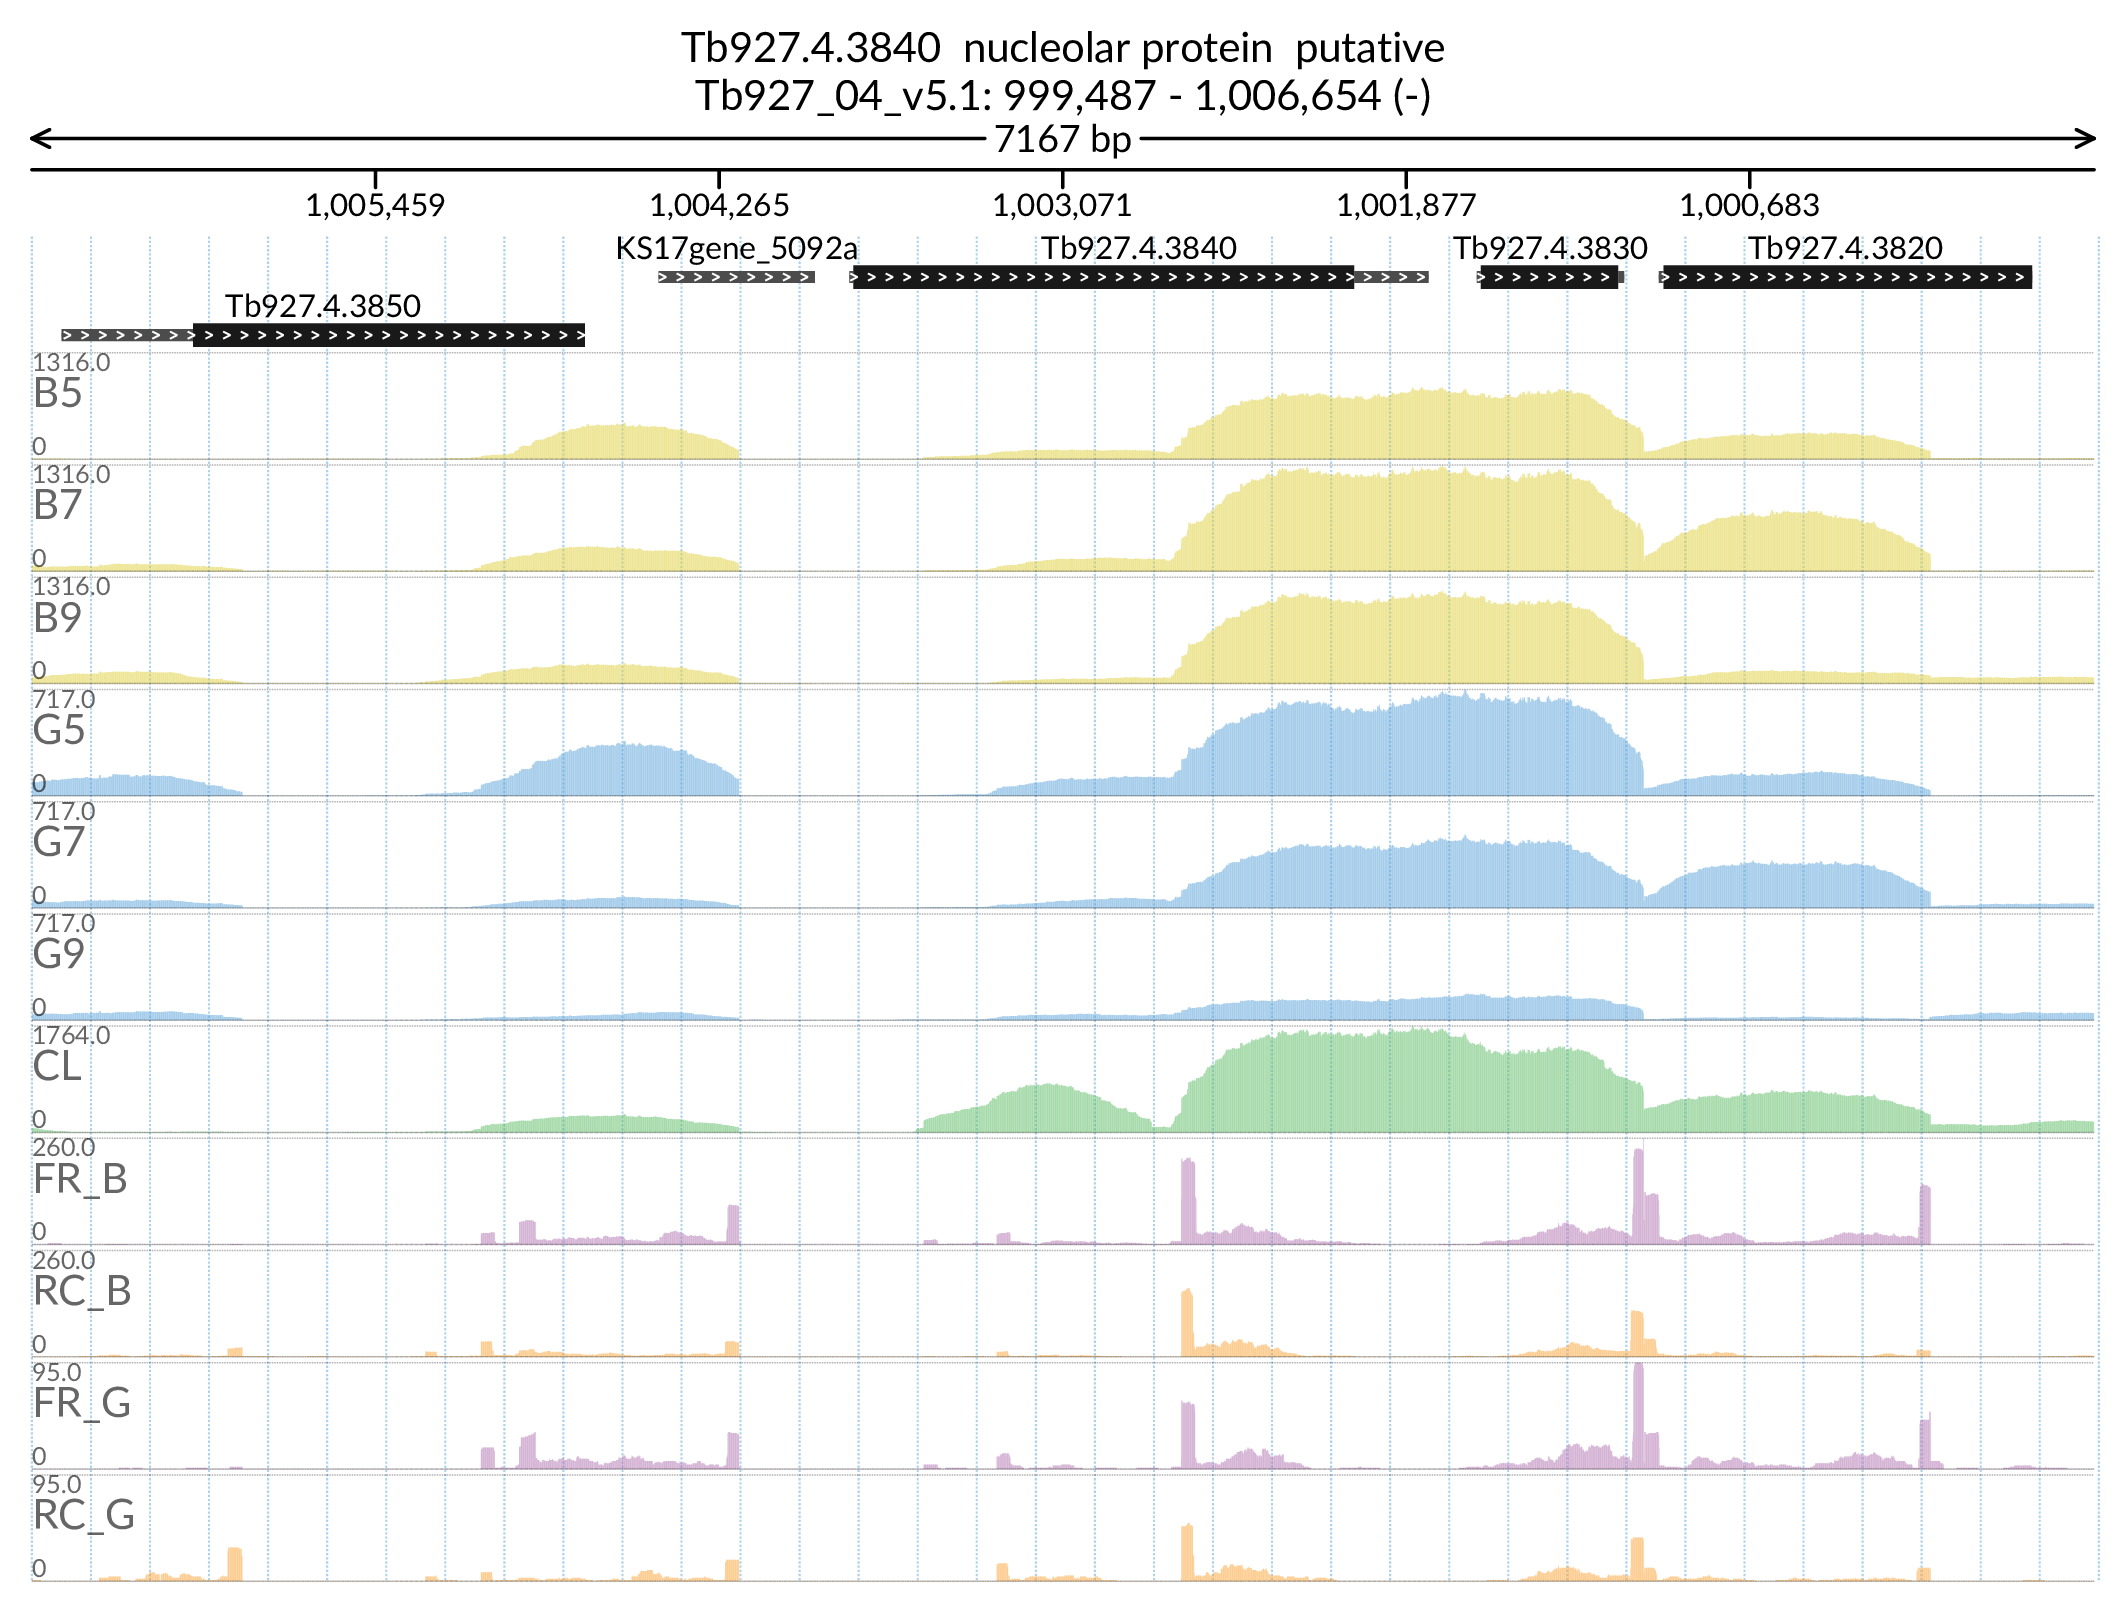 Tb927.4.3840 nucleolar protein putative
Tb927_04_v5.1: 999,487 - 1,006,654 (-)
7167 bp
1,005,459 1,004,265 1,003,071 1,001,877 1,000,683
KS17gene_5092a Tb927.4.3840 Tb927.4.3830 Tb927.4.3820
Tb927.4.3850
1316.0
B5
0
1316.0
B7
0
1316.0
B9
0
717.0
G5
0
717.0
G7
0
717.0
G9
0
1764.0
CL
0
260.0
FR_B
0
260.0
RC_B
0
95.0
FR_G
0
95.0
RC_G
0